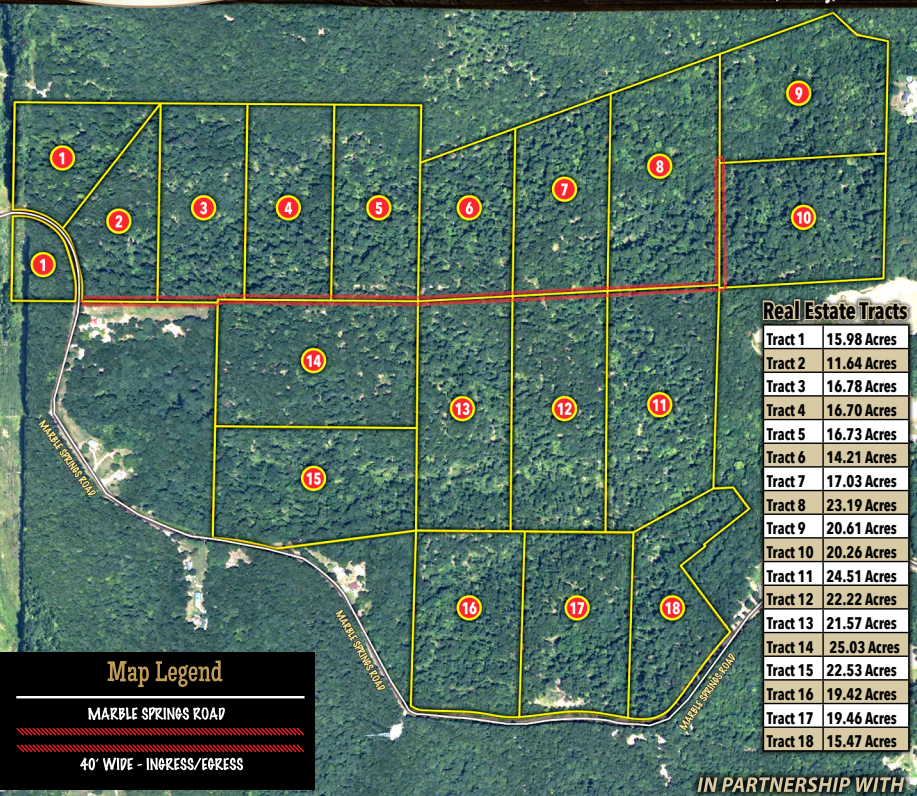 1
2
3
4
5
6
7
8
9
10
1
14
13
12
11
15
16
17
18
MARBLE SPRINGS ROAD
MARBLE SPRINGS ROAD
MARBLE SPRINGS ROAD
Real Estate Tracts
Tract 1 15.98 Acres
Tract 2 11.64 Acres
Tract 3 16.78 Acres
Tract 4 16.70 Acres
Tract 5 16.73 Acres
Tract 6 14.21 Acres
Tract 7 17.03 Acres
Tract 8 23.19 Acres
Tract 9 20.61 Acres
Tract 10 20.26 Acres
Tract 11 24.51 Acres
Tract 12 22.22 Acres
Tract 13 21.57 Acres
Tract 14 25.03 Acres
Tract 15 22.53 Acres
Tract 16 19.42 Acres
Tract 17 19.46 Acres
Tract 18 15.47 Acres
Map Legend
MARBLE SPRINGS ROAD
40' WIDE - INGRESS/EGRESS
IN PARTNERSHIP WITH